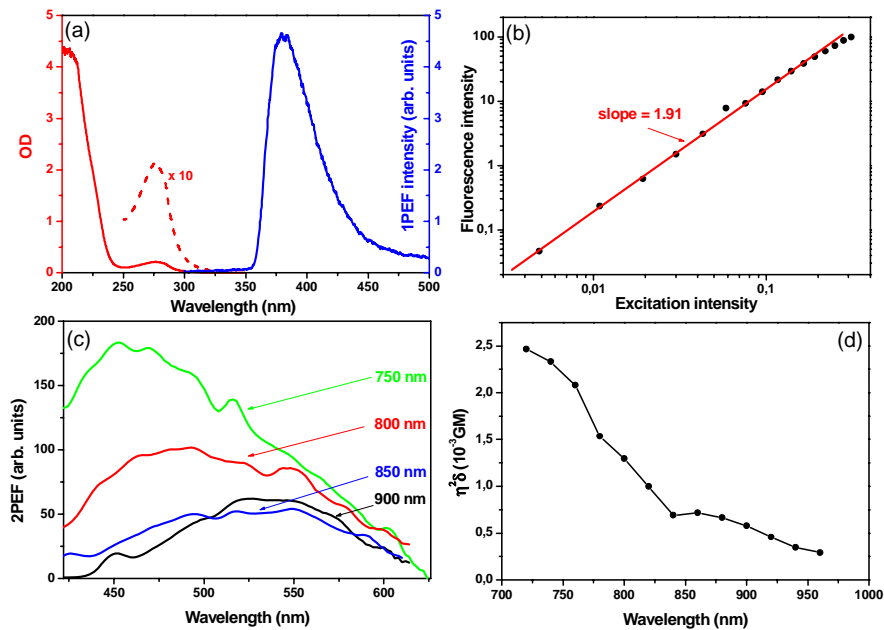 (a)
5 4 3 2 1 0
OD
x 10
5 4 3 2 1 0
1PEF intensity (arb. units)
200 250 300 350 400 450 500
Wavelength (nm)
(b)
100
10
1
0,1
Fluorescence intensity
slope = 1.91
0,01 0,1
Excitation intensity
(c)
200
150
100
50
0
2PEF (arb. units)
750 nm
800 nm
850 nm
900 nm
450 500 550 600
Wavelength (nm)
(d)
2,5
2,0
1,5
1,0
0,5
0,0
η²δ (10⁻³GM)
700 750 800 850 900 950 1000
Wavelength (nm)